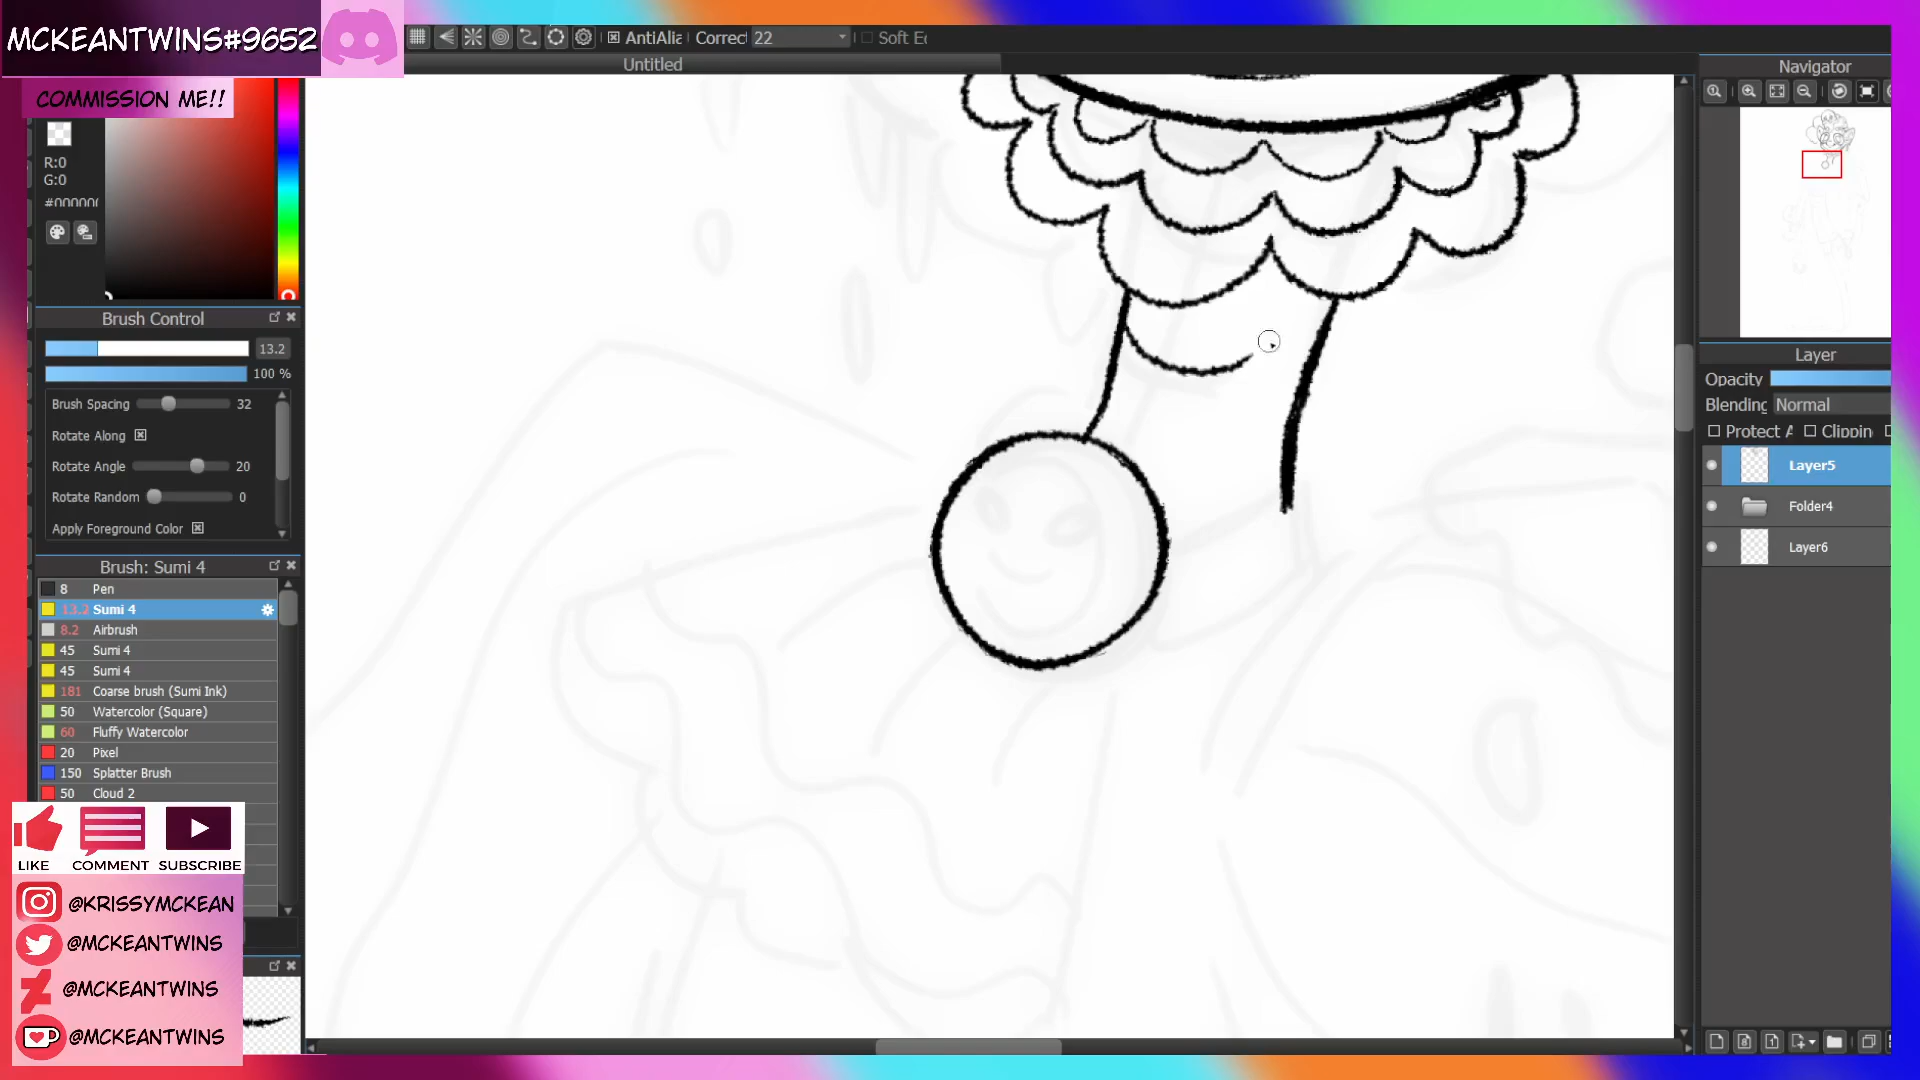 MCKEANTWINS#9652
COMMISSION ME!!
AntiAlia
Correct
22
Soft Ed
Untitled
R:0
G:0
#000000
Brush Control
13.2
100 %
Brush Spacing 32
Rotate Along
Rotate Angle 20
Rotate Random 0
Apply Foreground Color
Brush: Sumi 4
8 Pen
13.2 Sumi 4
8.2 Airbrush
45 Sumi 4
45 Sumi 4
181 Coarse brush (Sumi Ink)
50 Watercolor (Square)
60 Fluffy Watercolor
20 Pixel
150 Splatter Brush
50 Cloud 2
LIKE COMMENT SUBSCRIBE
@KRISSYMCKEAN
@MCKEANTWINS
@MCKEANTWINS
@MCKEANTWINS
Navigator
Layer
Opacity
Blending Normal
Protect A Clippin
Layer5
Folder4
Layer6